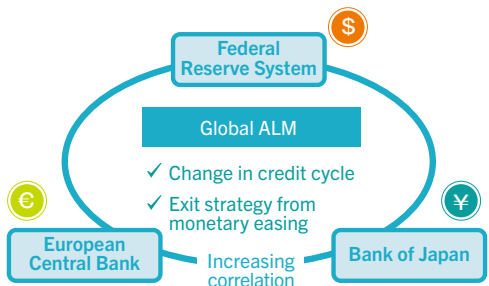 $
Federal
Reserve System
Global ALM
✓ Change in credit cycle
✓ Exit strategy from
monetary easing
€
¥
European
Central Bank
Bank of Japan
Increasing
correlation